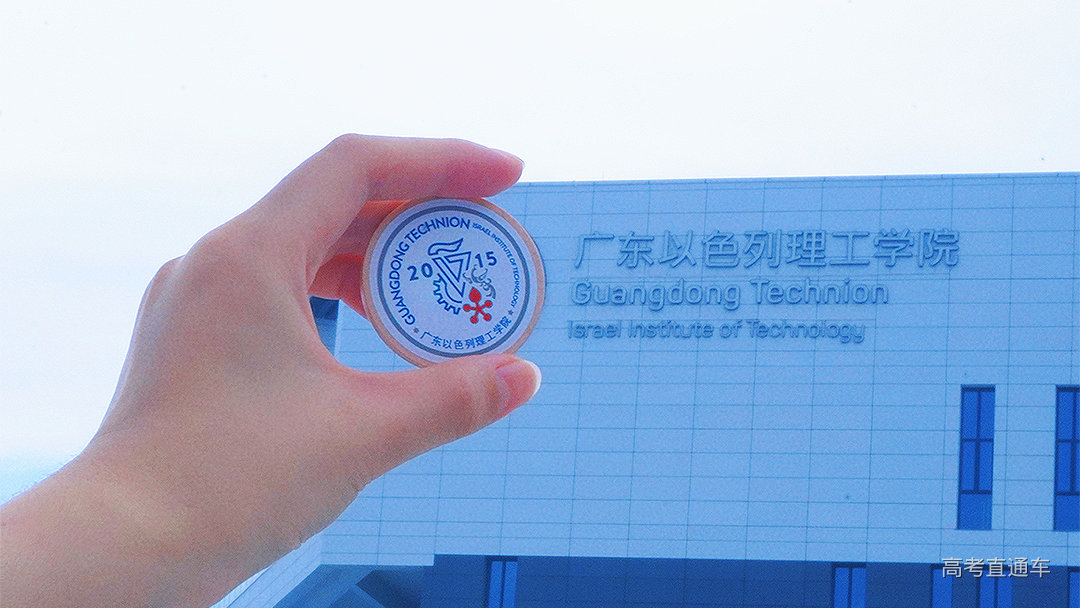 GUANGDONG TECHNION ISRAEL INSTITUTE OF TECHNOLOGY
2015
广东以色列理工学院
广东以色列理工学院
Guangdong Technion
Israel Institute of Technology
高考直通车